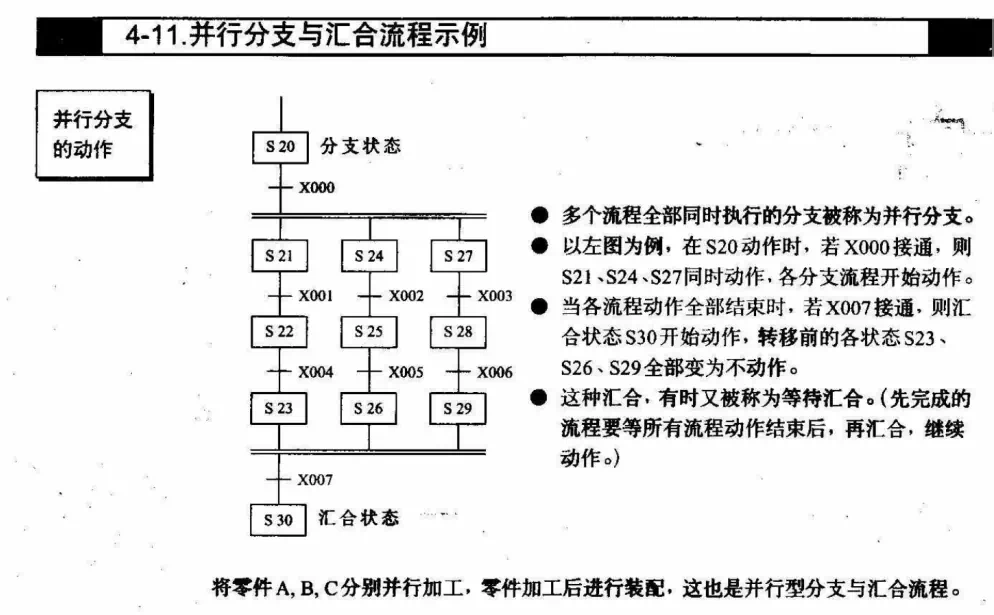 4-11.并行分支与汇合流程示例
并行分支
的动作
S 20 分支状态
X000
S 21 S 24 S 27
X001 X002 X003
S 22 S 25 S 28
X004 X005 X006
S 23 S 26 S 29
X007
S 30 汇合状态
● 多个流程全部同时执行的分支被称为并行分支。
● 以左图为例，在S20动作时，若X000接通，则
S21、S24、S27同时动作，各分支流程开始动作。
● 当各流程动作全部结束时，若X007接通，则汇
合状态S30开始动作，转移前的各状态S23、
S26、S29全部变为不动作。
● 这种汇合，有时又被称为等待汇合。（先完成的
流程要等所有流程动作结束后，再汇合，继续
动作。）
将零件A, B, C分别并行加工，零件加工后进行装配，这也是并行型分支与汇合流程。